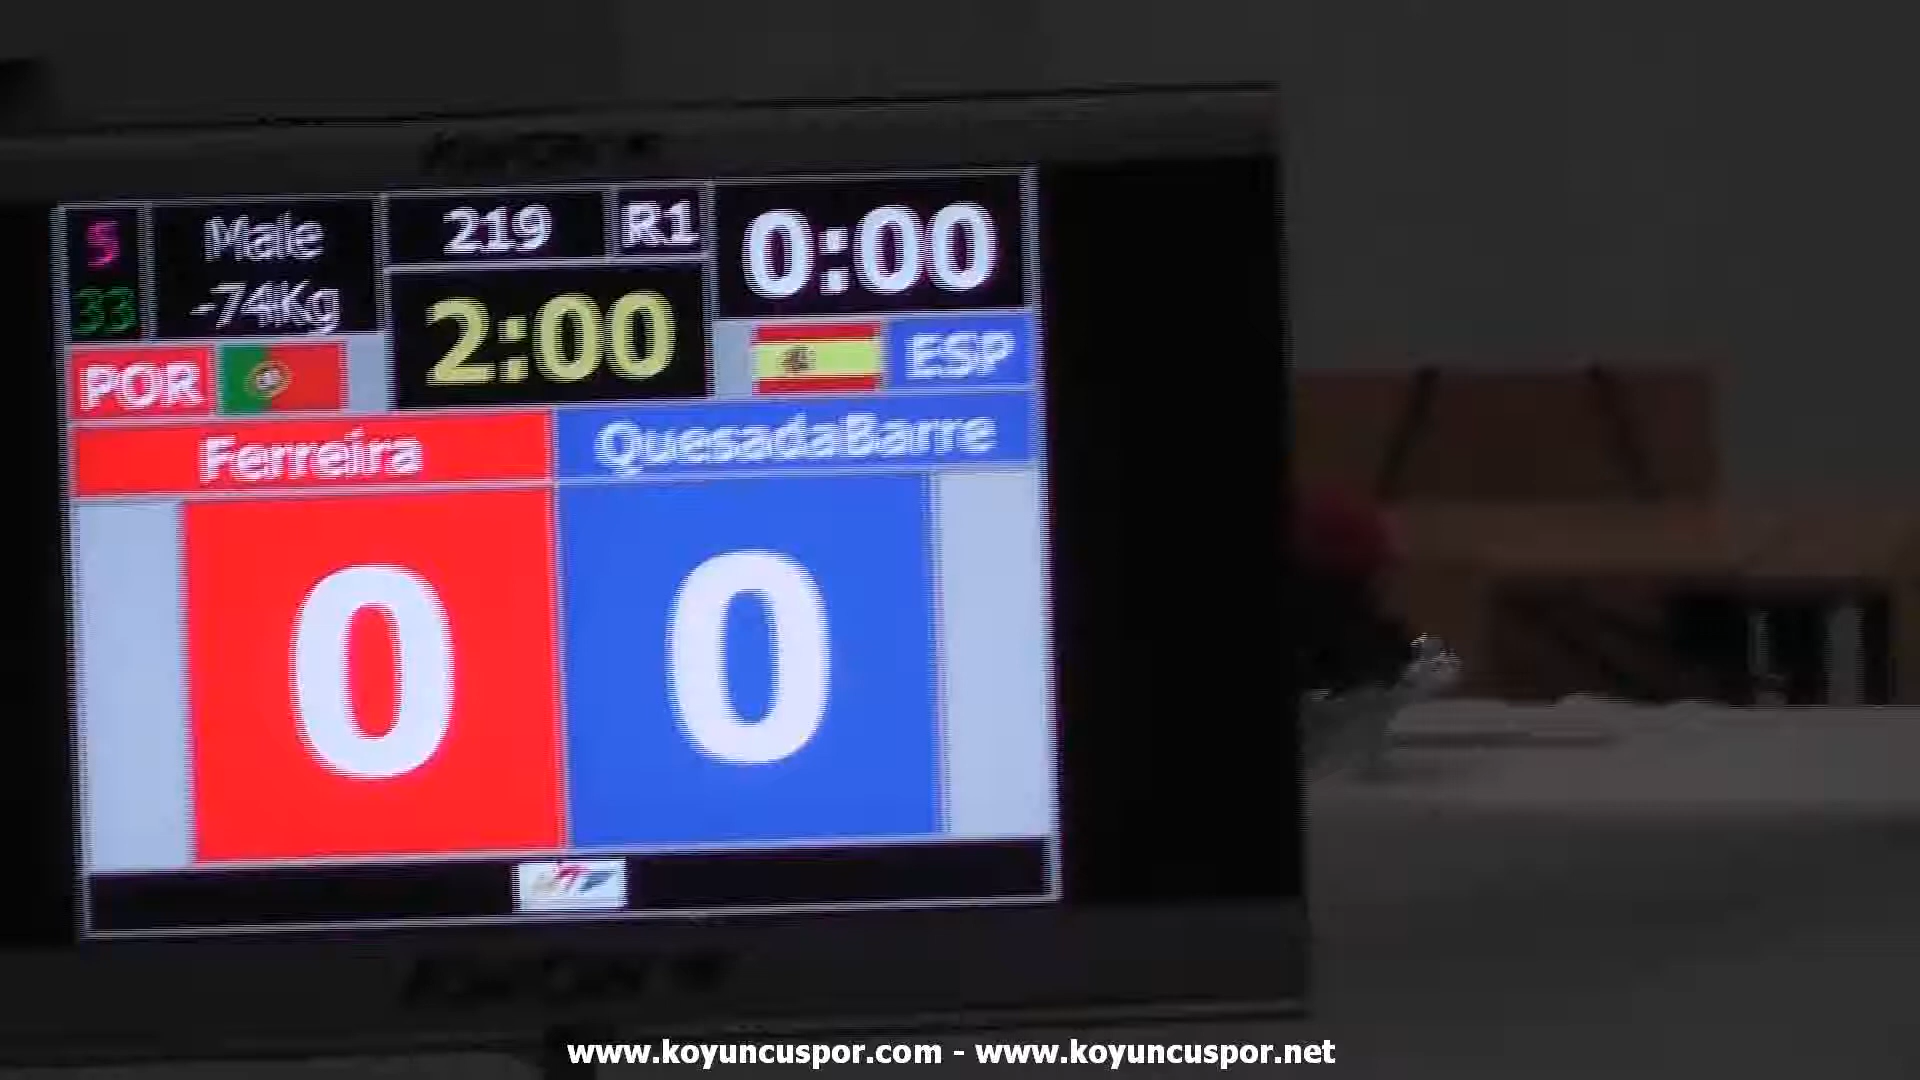 5
33
Male
-74Kg
219
R1
0:00
2:00
POR
ESP
Ferreira
QuesadaBarre
0
0
www.koyuncuspor.com - www.koyuncuspor.net